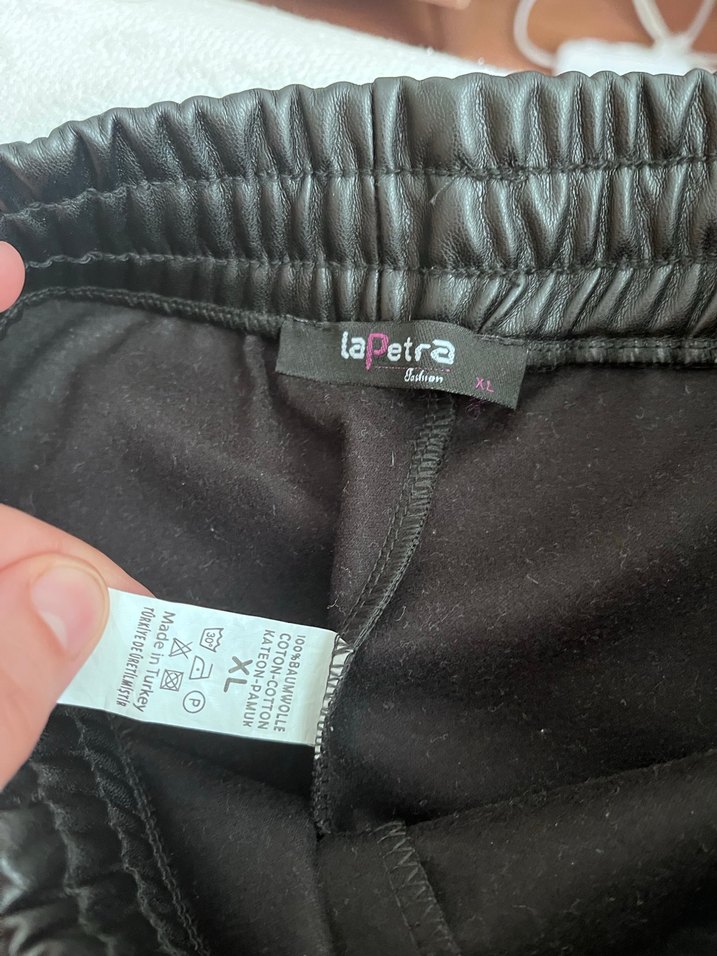 laPetra
fashion
XL
100%BAUMWOLLE
COTTON-COTTON
KATEON-PAMUK
XL
30°
P
Made in Turkey
TÜRKİYE'DE ÜRETİLMİŞTİR